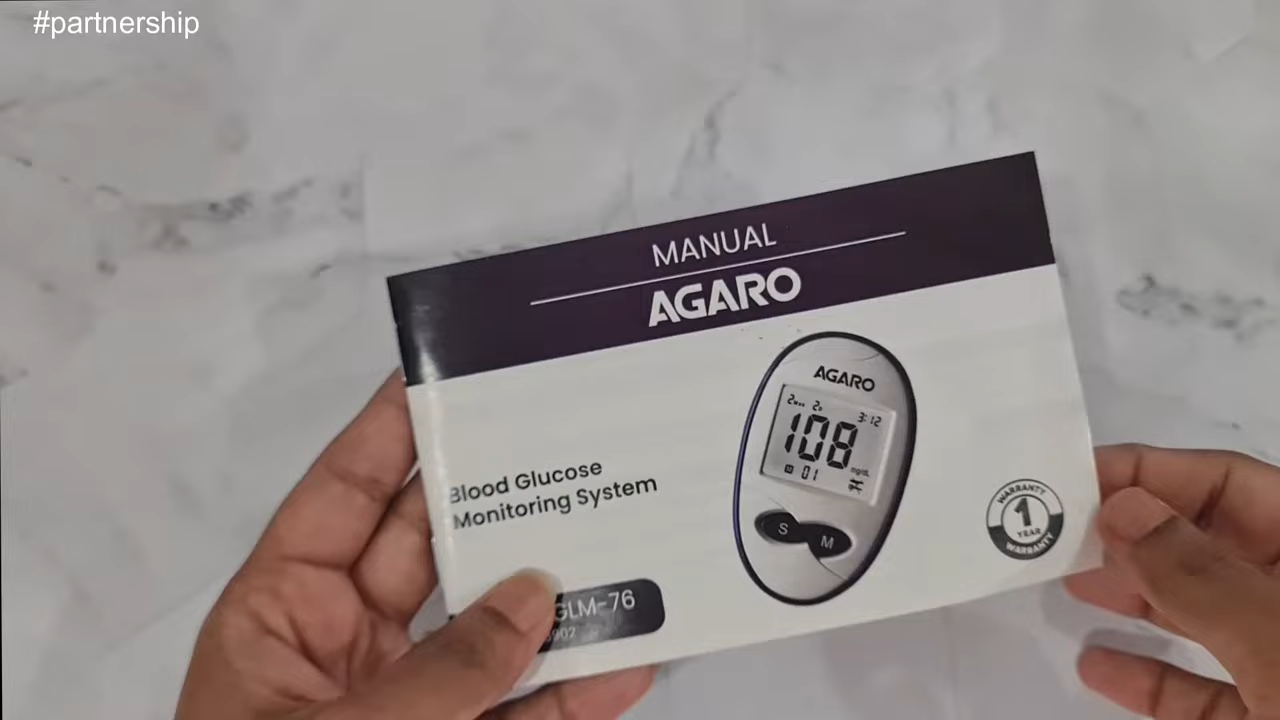 #partnership
MANUAL
AGARO
AGARO
3:12
108
mg/dL
01
S M
Blood Glucose
Monitoring System
WARRANTY
1
YEAR
WARRANTY
GLM-76